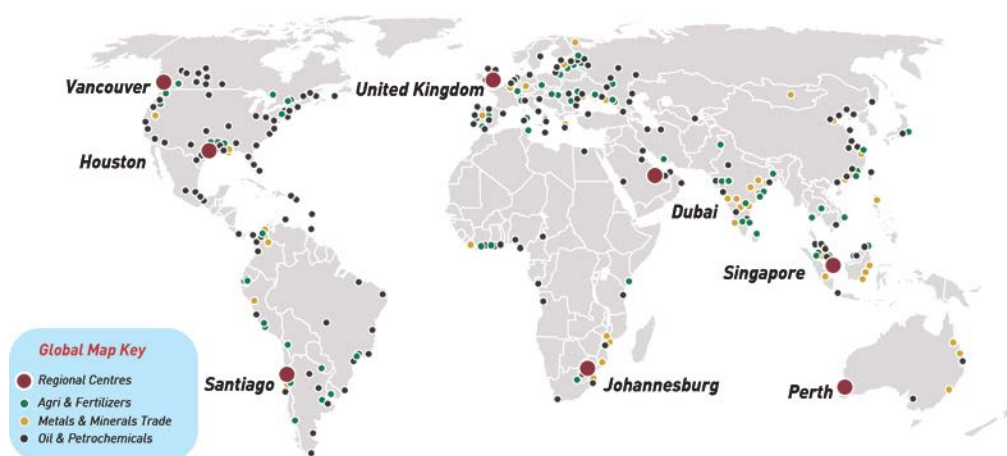 Vancouver
United Kingdom
Houston
Dubai
Singapore
Santiago
Johannesburg
Perth
Global Map Key
Regional Centres
Agri & Fertilizers
Metals & Minerals Trade
Oil & Petrochemicals